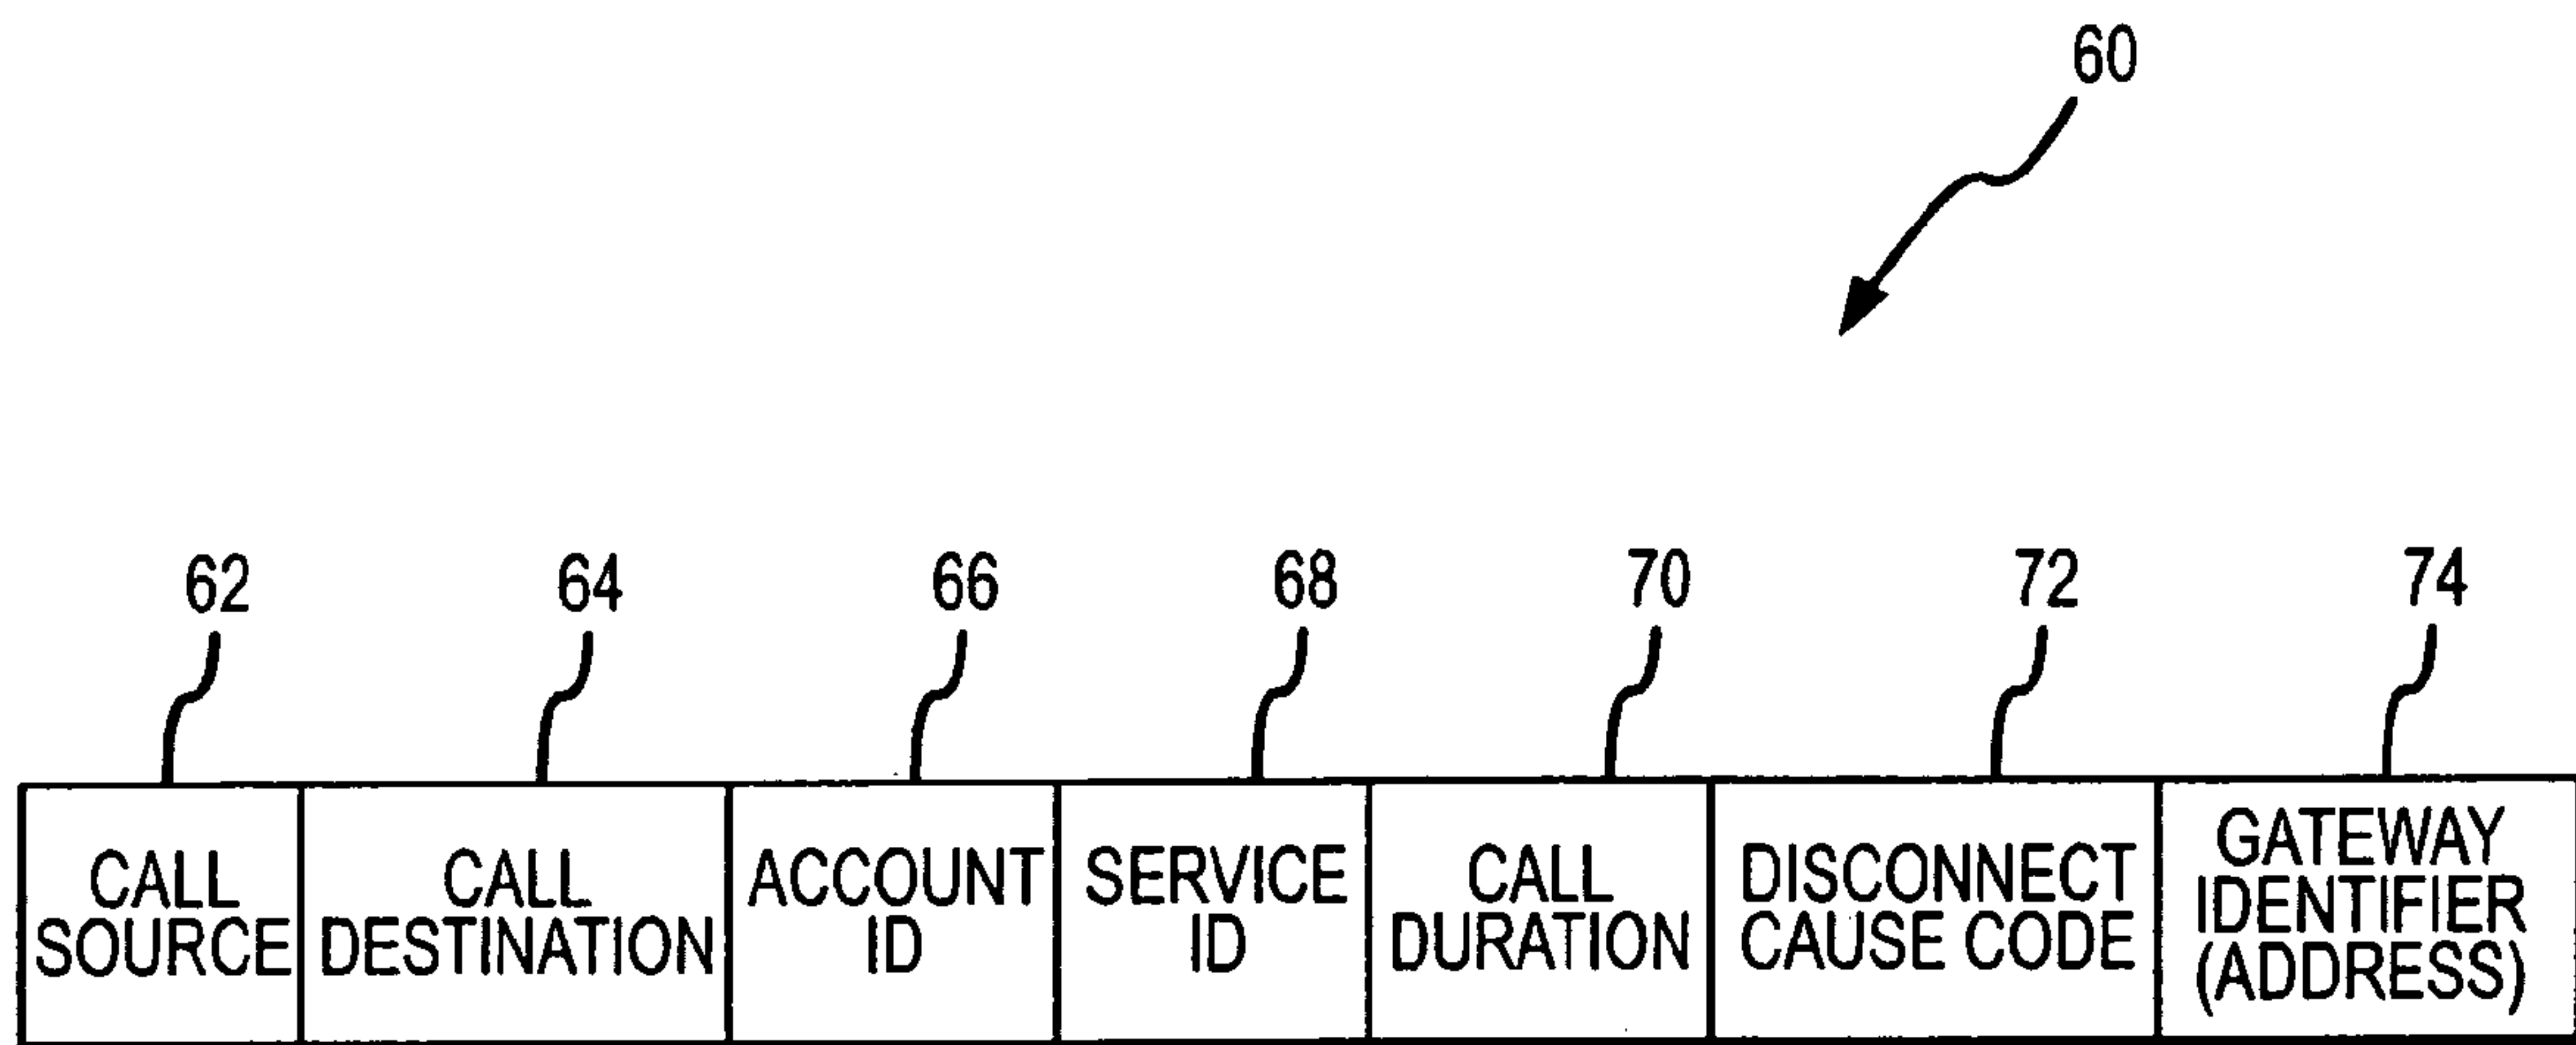 60
62 64 66 68 70 72 74
CALL
SOURCE
CALL
DESTINATION
ACCOUNT
ID
SERVICE
ID
CALL
DURATION
DISCONNECT
CAUSE CODE
GATEWAY
IDENTIFIER
(ADDRESS)